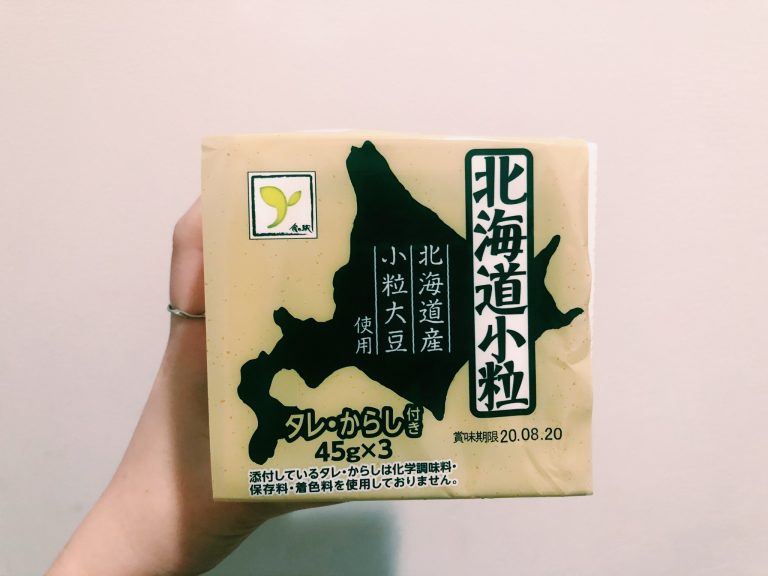 北海道小粒
北海道産
小粒大豆
使用
タレ・からし付き
45g×3
賞味期限 20.08.20
添付しているタレ・からしは化学調味料・
保存料・着色料を使用しておりません。